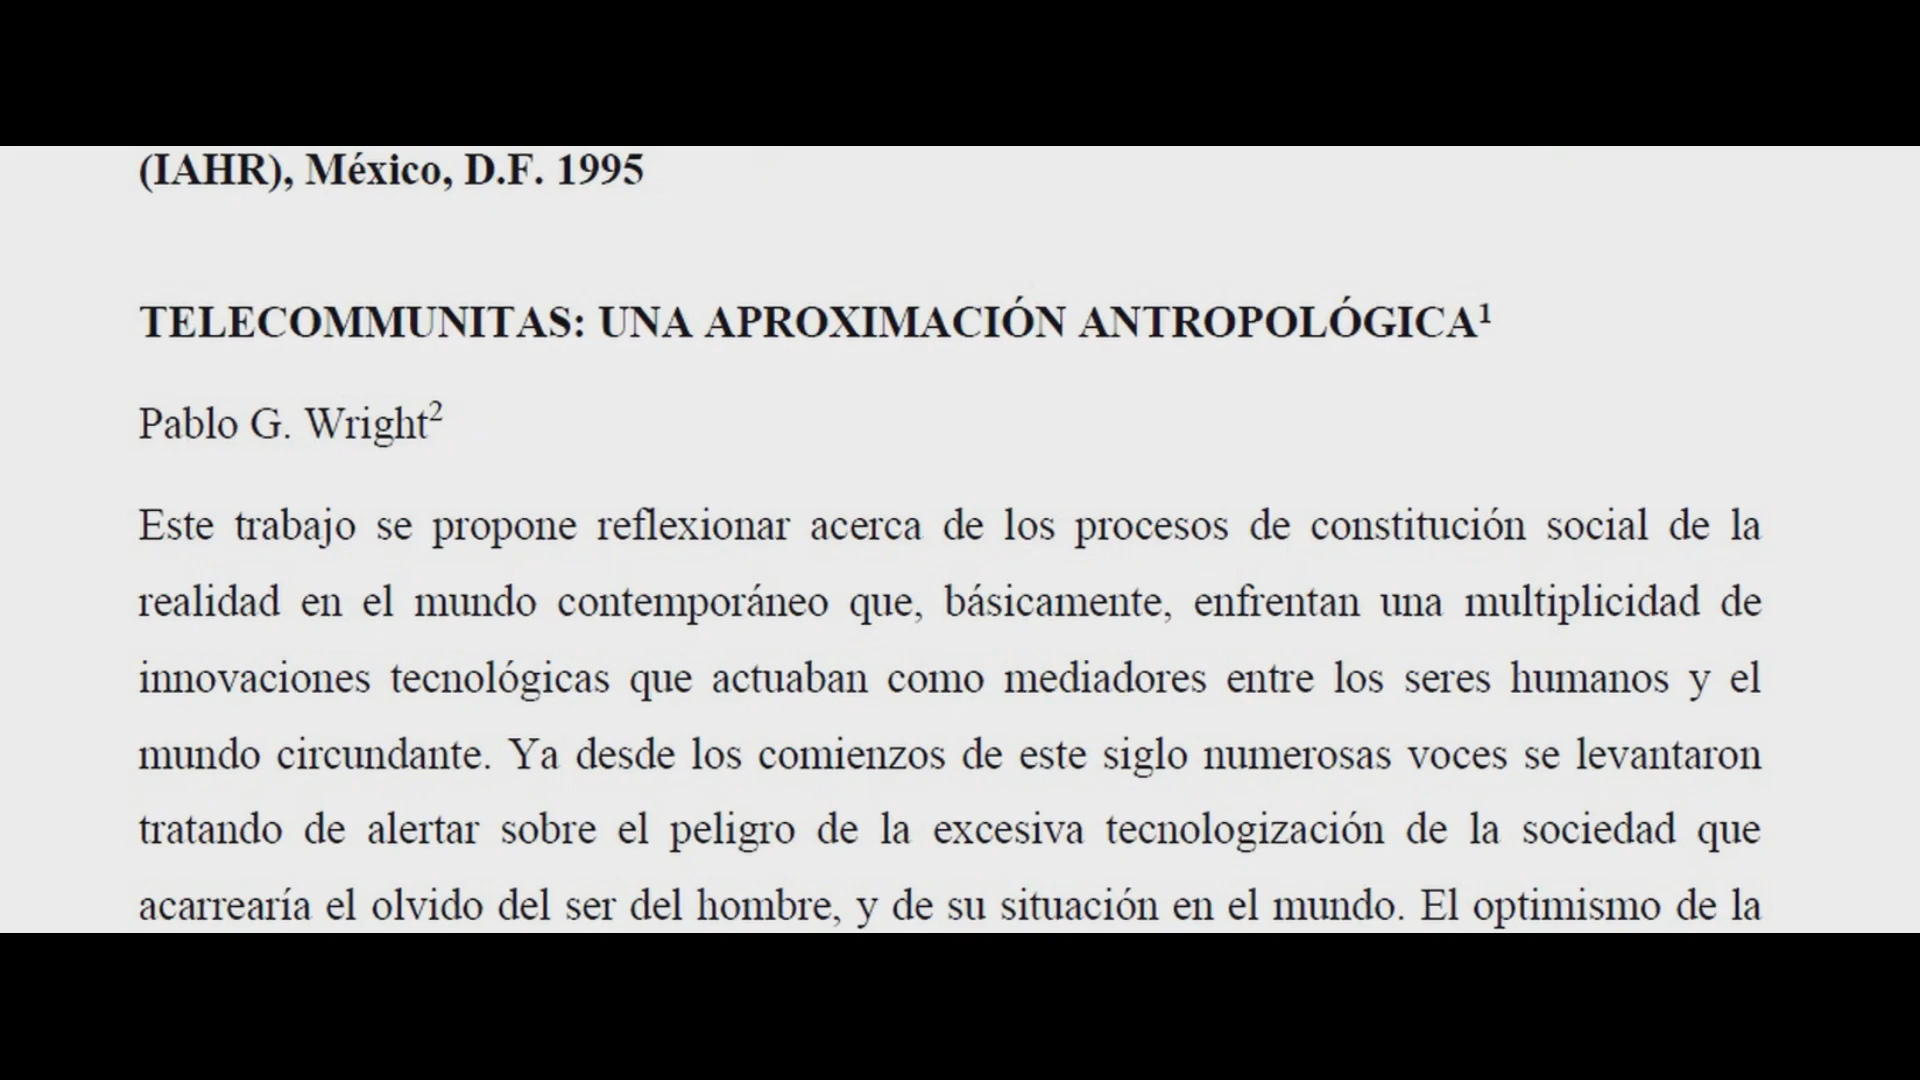 (IAHR), México, D.F. 1995
TELECOMMUNITAS: UNA APROXIMACIÓN ANTROPOLÓGICA¹
Pablo G. Wright²
Este trabajo se propone reflexionar acerca de los procesos de constitución social de la
realidad en el mundo contemporáneo que, básicamente, enfrentan una multiplicidad de
innovaciones tecnológicas que actuaban como mediadores entre los seres humanos y el
mundo circundante. Ya desde los comienzos de este siglo numerosas voces se levantaron
tratando de alertar sobre el peligro de la excesiva tecnologización de la sociedad que
acarrearía el olvido del ser del hombre, y de su situación en el mundo. El optimismo de la